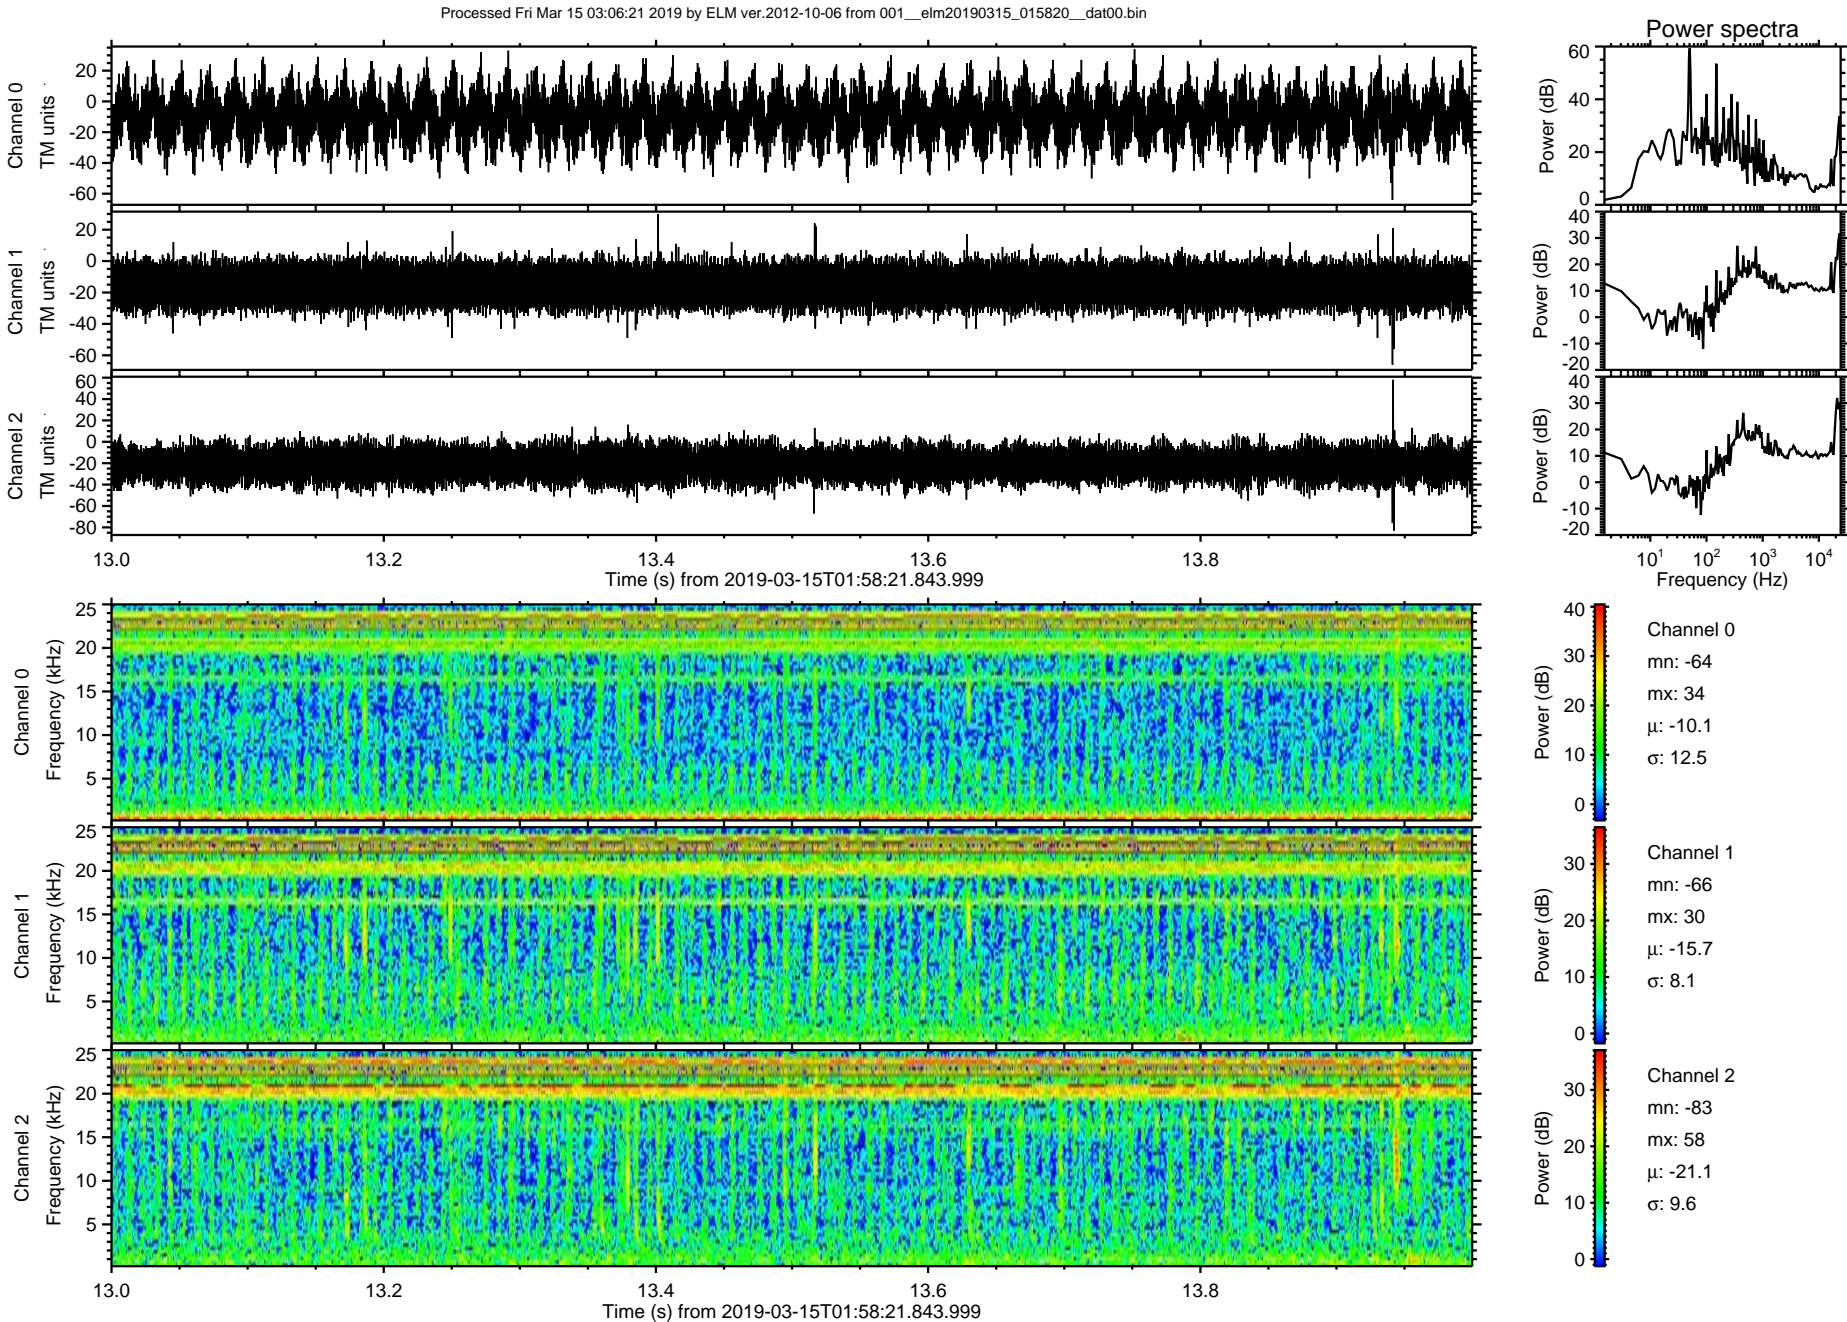 Processed Fri Mar 15 03:06:21 2019 by ELM ver.2012-10-06 from 001__elm20190315_015820__dat00.bin
Power spectra
Channel 0
TM units
20
0
-20
-40
-60
Power (dB)
60
40
20
0
Channel 1
TM units
20
0
-20
-40
-60
Power (dB)
40
30
20
10
0
-10
-20
Channel 2
TM units
60
40
20
0
-20
-40
-60
-80
Power (dB)
40
30
20
10
0
-10
-20
13.0
13.2
13.4
13.6
13.8
Time (s) from 2019-03-15T01:58:21.843.999
10¹
10²
10³
10⁴
Frequency (Hz)
Channel 0
Frequency (kHz)
25
20
15
10
5
Power (dB)
40
30
20
10
0
Channel 0
mn: -64
mx: 34
μ: -10.1
σ: 12.5
Channel 1
Frequency (kHz)
25
20
15
10
5
Power (dB)
30
20
10
0
Channel 1
mn: -66
mx: 30
μ: -15.7
σ: 8.1
Channel 2
Frequency (kHz)
25
20
15
10
5
Power (dB)
30
20
10
0
Channel 2
mn: -83
mx: 58
μ: -21.1
σ: 9.6
13.0
13.2
13.4
13.6
13.8
Time (s) from 2019-03-15T01:58:21.843.999